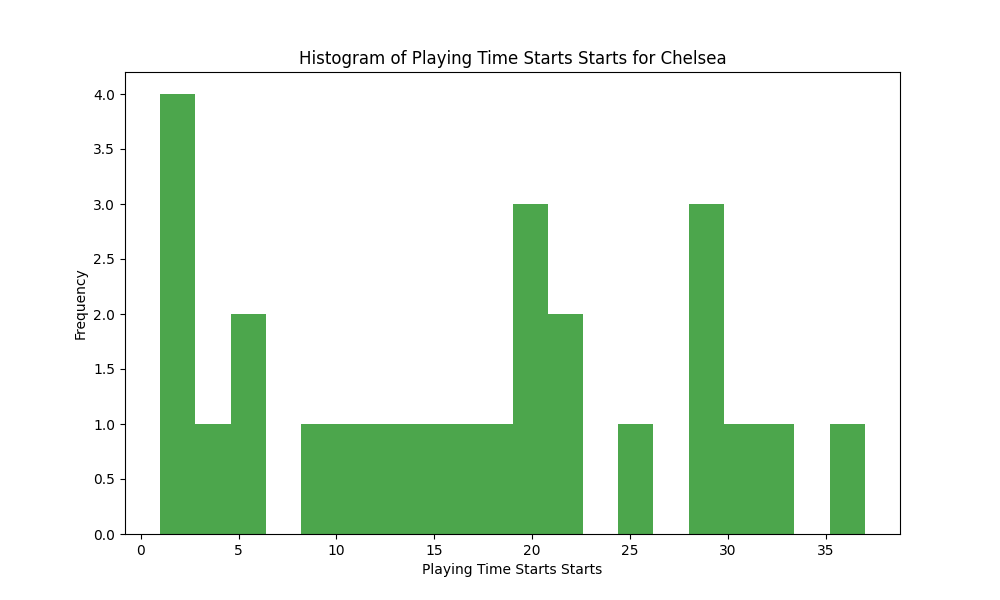 Histogram of Playing Time Starts Starts for Chelsea
4.0
3.5
3.0
2.5
2.0
1.5
1.0
0.5
0.0
Frequency
0 5 10 15 20 25 30 35
Playing Time Starts Starts